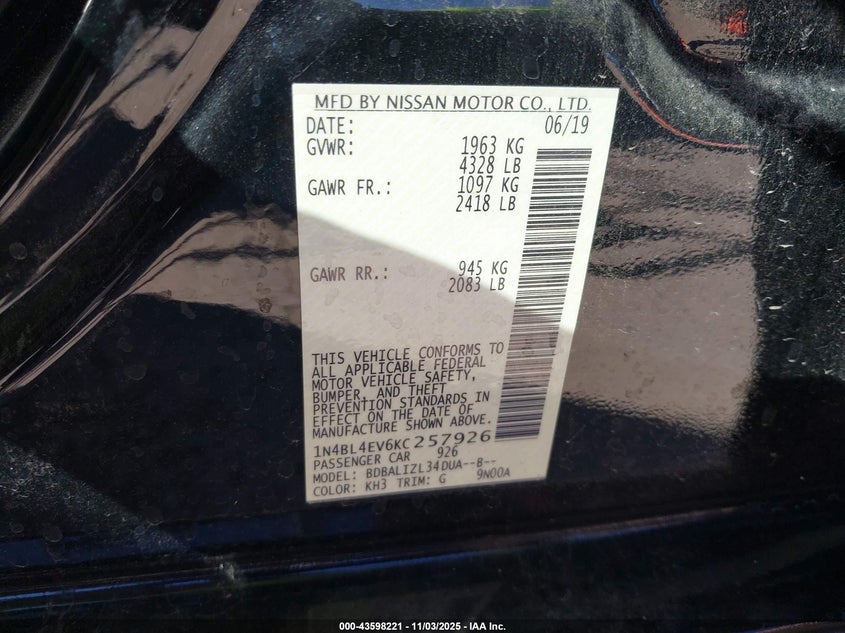 MFD BY NISSAN MOTOR CO., LTD.
DATE: 06/19
GVWR: 1963 KG
4328 LB
GAWR FR.: 1097 KG
2418 LB
GAWR RR.: 945 KG
2083 LB
THIS VEHICLE CONFORMS TO
ALL APPLICABLE FEDERAL
MOTOR VEHICLE SAFETY,
BUMPER, AND THEFT
PREVENTION STANDARDS IN
EFFECT ON THE DATE OF
MANUFACTURE SHOWN ABOVE.
1N4BL4EV6KC257926
PASSENGER CAR 926
MODEL: BDBALIZL34DUA--B--
COLOR: KH3 TRIM: G 9N00A
000-43598221 - 11/03/2025 - IAA Inc.